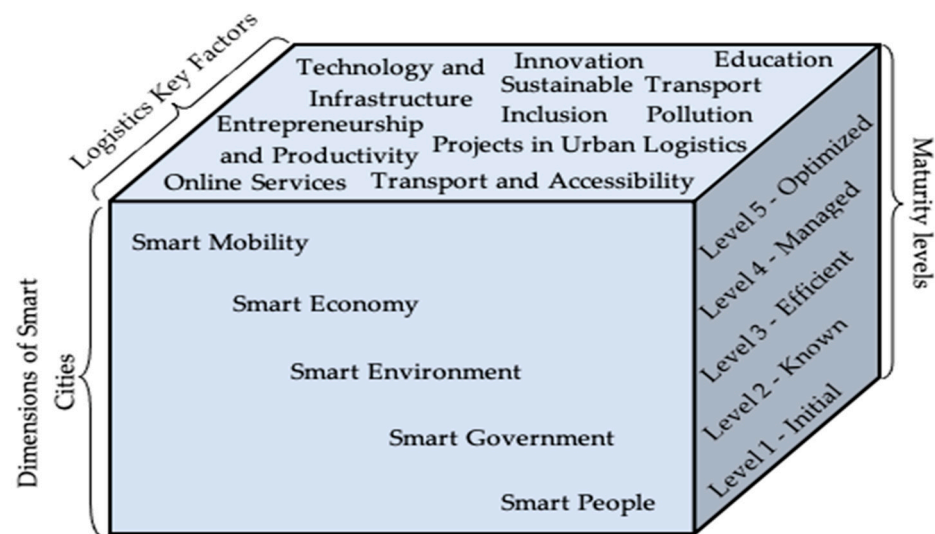 Logistics Key Factors
Technology and
Infrastructure
Innovation
Education
Sustainable Transport
Inclusion
Pollution
Entrepreneurship
and Productivity
Projects in Urban Logistics
Online Services
Transport and Accessibility
Dimensions of Smart
Cities
Smart Mobility
Smart Economy
Smart Environment
Smart Government
Smart People
Level 5 - Optimized
Level 4 - Managed
Level 3 - Efficient
Level 2 - Known
Level 1 - Initial
Maturity levels